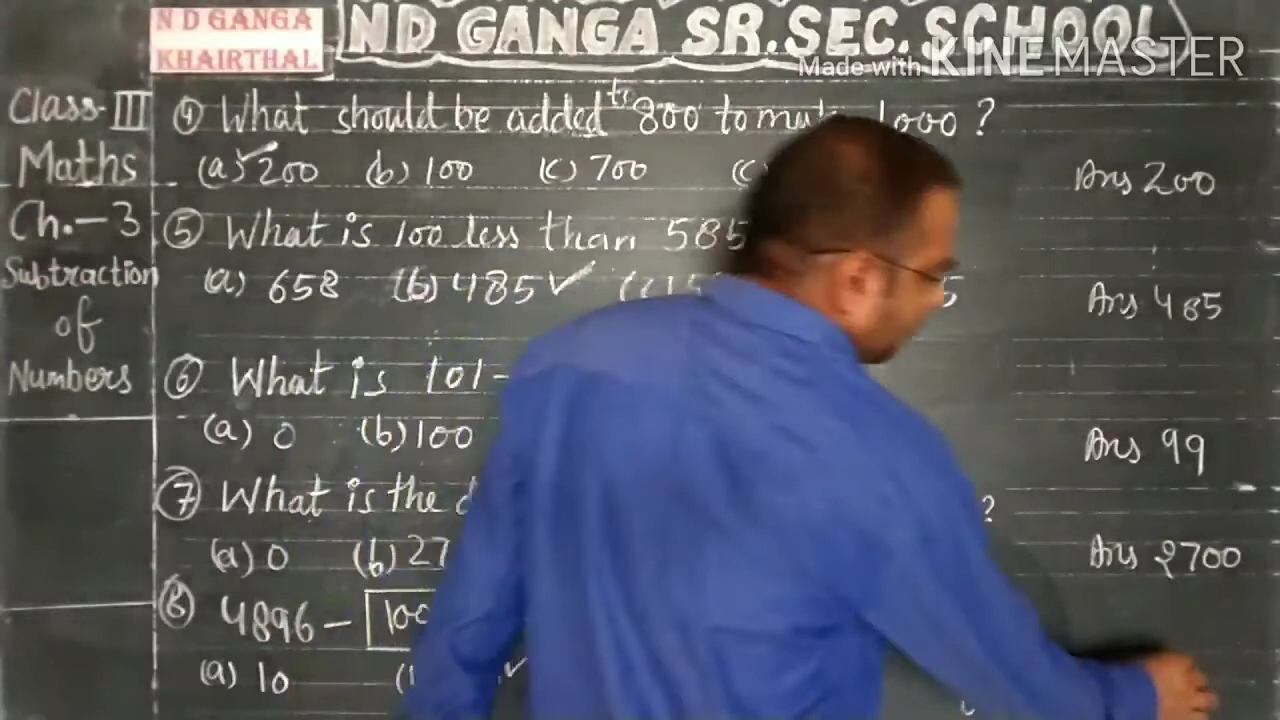 N D GANGA
KHAIRTHAL
ND GANGA SR.SEC.SCHOOL
Made with KINEMASTER
Class-III
Maths
Ch.-3
Subtraction
of
Numbers
④ What should be added to 800 to 1000 ?
(a) ✓200 (b) 100 (c) 700 (c) Ans 200
⑤ What is 100 less than 585
(a) 658 (b) 485 ✓ Ans 485
⑥ What is 101-
(a) 0 (b) 100 Ans 99
⑦ What is the ?
(a) 0 (b) 27 Ans 2700
⑧ 4896 -
(a) 10